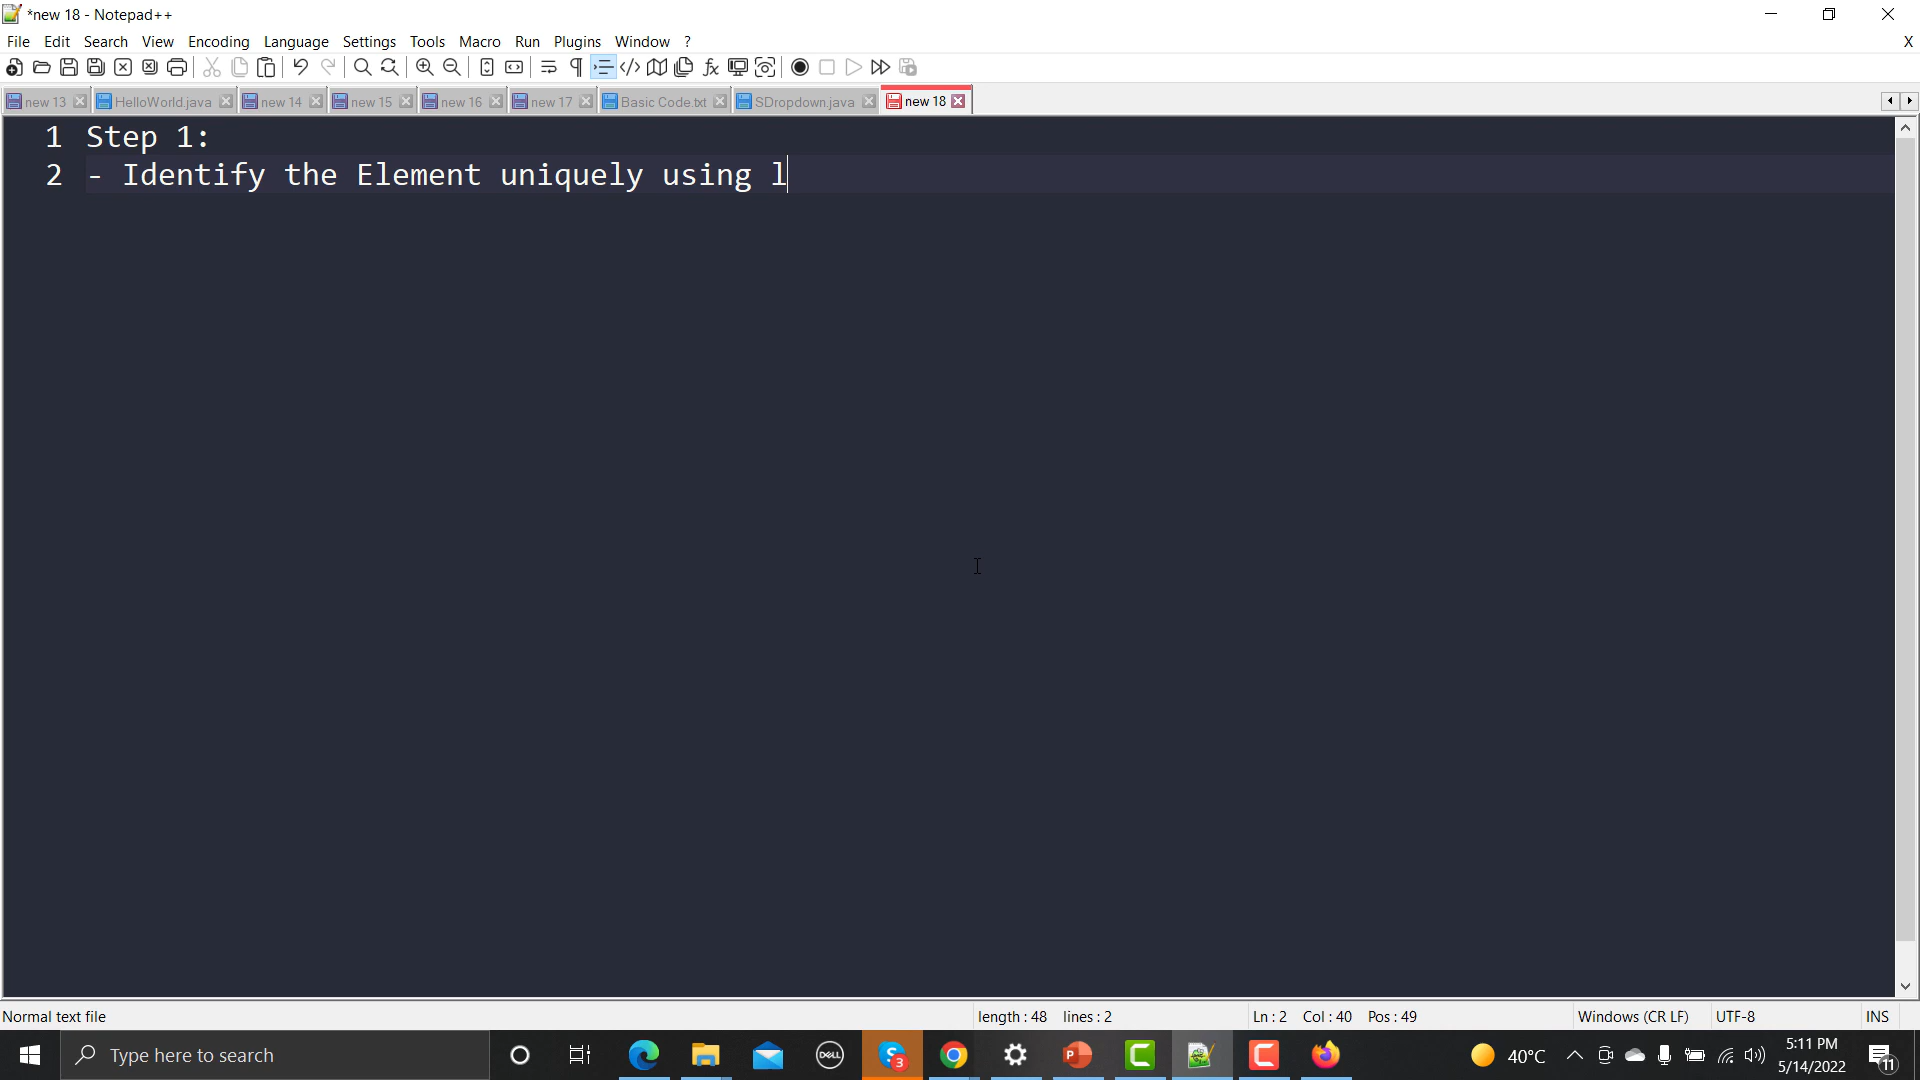 *new 18 - Notepad++
File Edit Search View Encoding Language Settings Tools Macro Run Plugins Window ? X
new 13 HelloWorld.java new 14 new 15 new 16 new 17 Basic Code.txt SDropdown.java new 18
1 Step 1:
2 - Identify the Element uniquely using l
Normal text file length : 48 lines : 2 Ln : 2 Col : 40 Pos : 49 Windows (CR LF) UTF-8 INS
Type here to search DELL 3 40°C 5:11 PM
5/14/2022 11